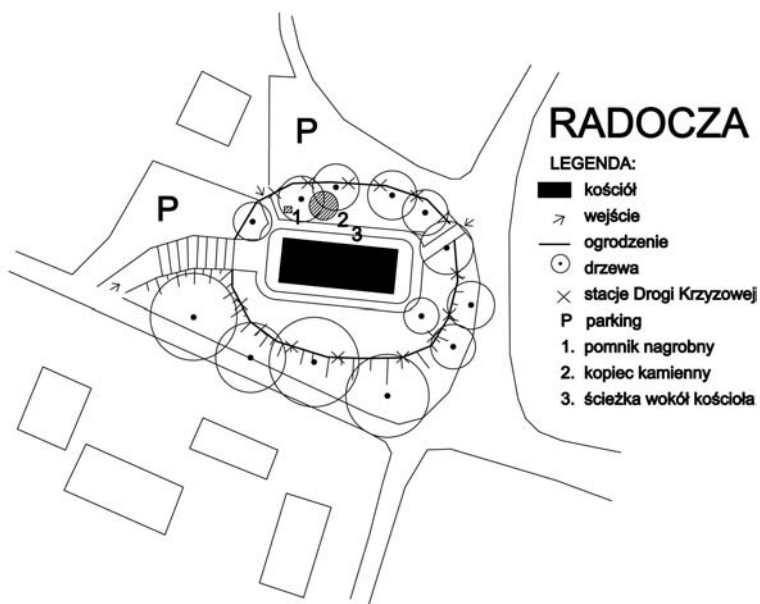 P
P
1
2
3
RADOCZA
LEGENDA:
kościół
wejście
ogrodzenie
drzewa
stacje Drogi Krzyzoweji
P parking
1. pomnik nagrobny
2. kopiec kamienny
3. ścieżka wokół kościoła